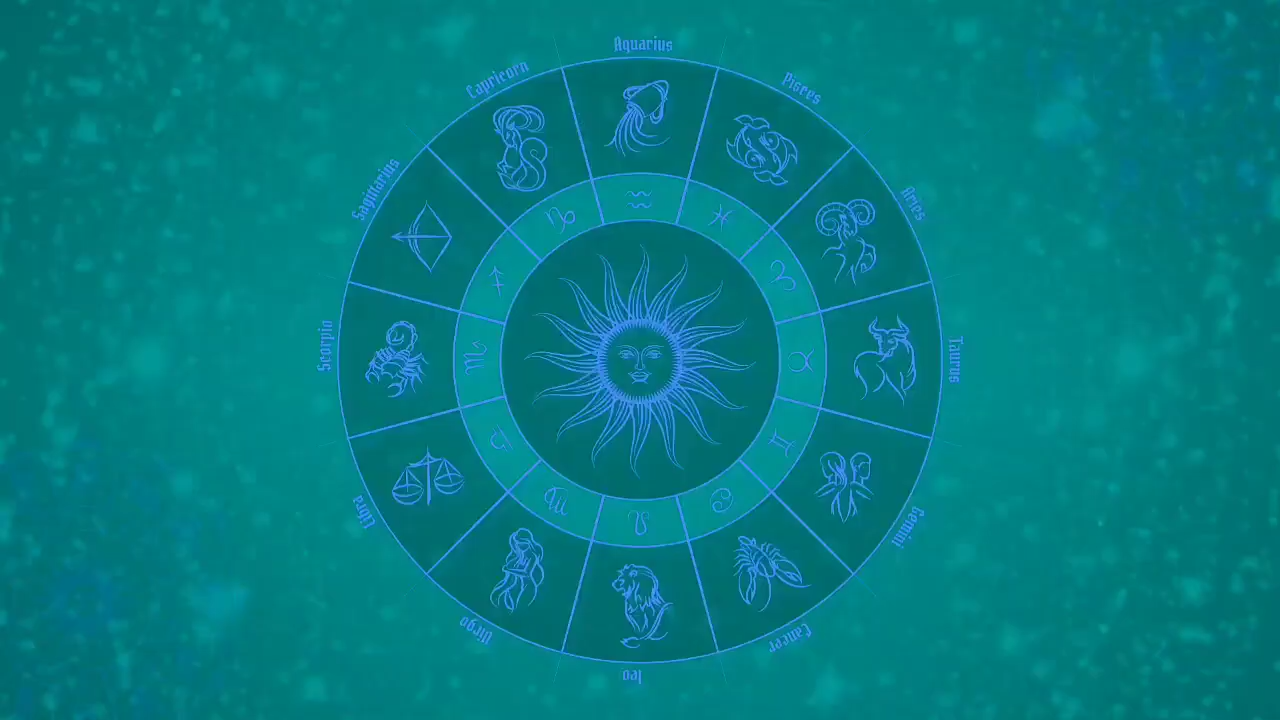 Aquarius
Pisces
Aries
Taurus
Gemini
Cancer
Leo
Virgo
Libra
Scorpio
Sagittarius
Capricorn